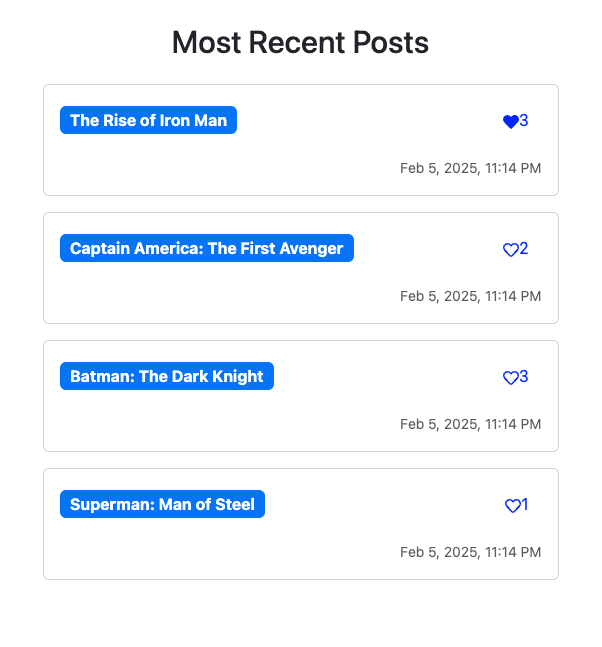 Most Recent Posts
The Rise of Iron Man 3
Feb 5, 2025, 11:14 PM
Captain America: The First Avenger 2
Feb 5, 2025, 11:14 PM
Batman: The Dark Knight 3
Feb 5, 2025, 11:14 PM
Superman: Man of Steel 1
Feb 5, 2025, 11:14 PM